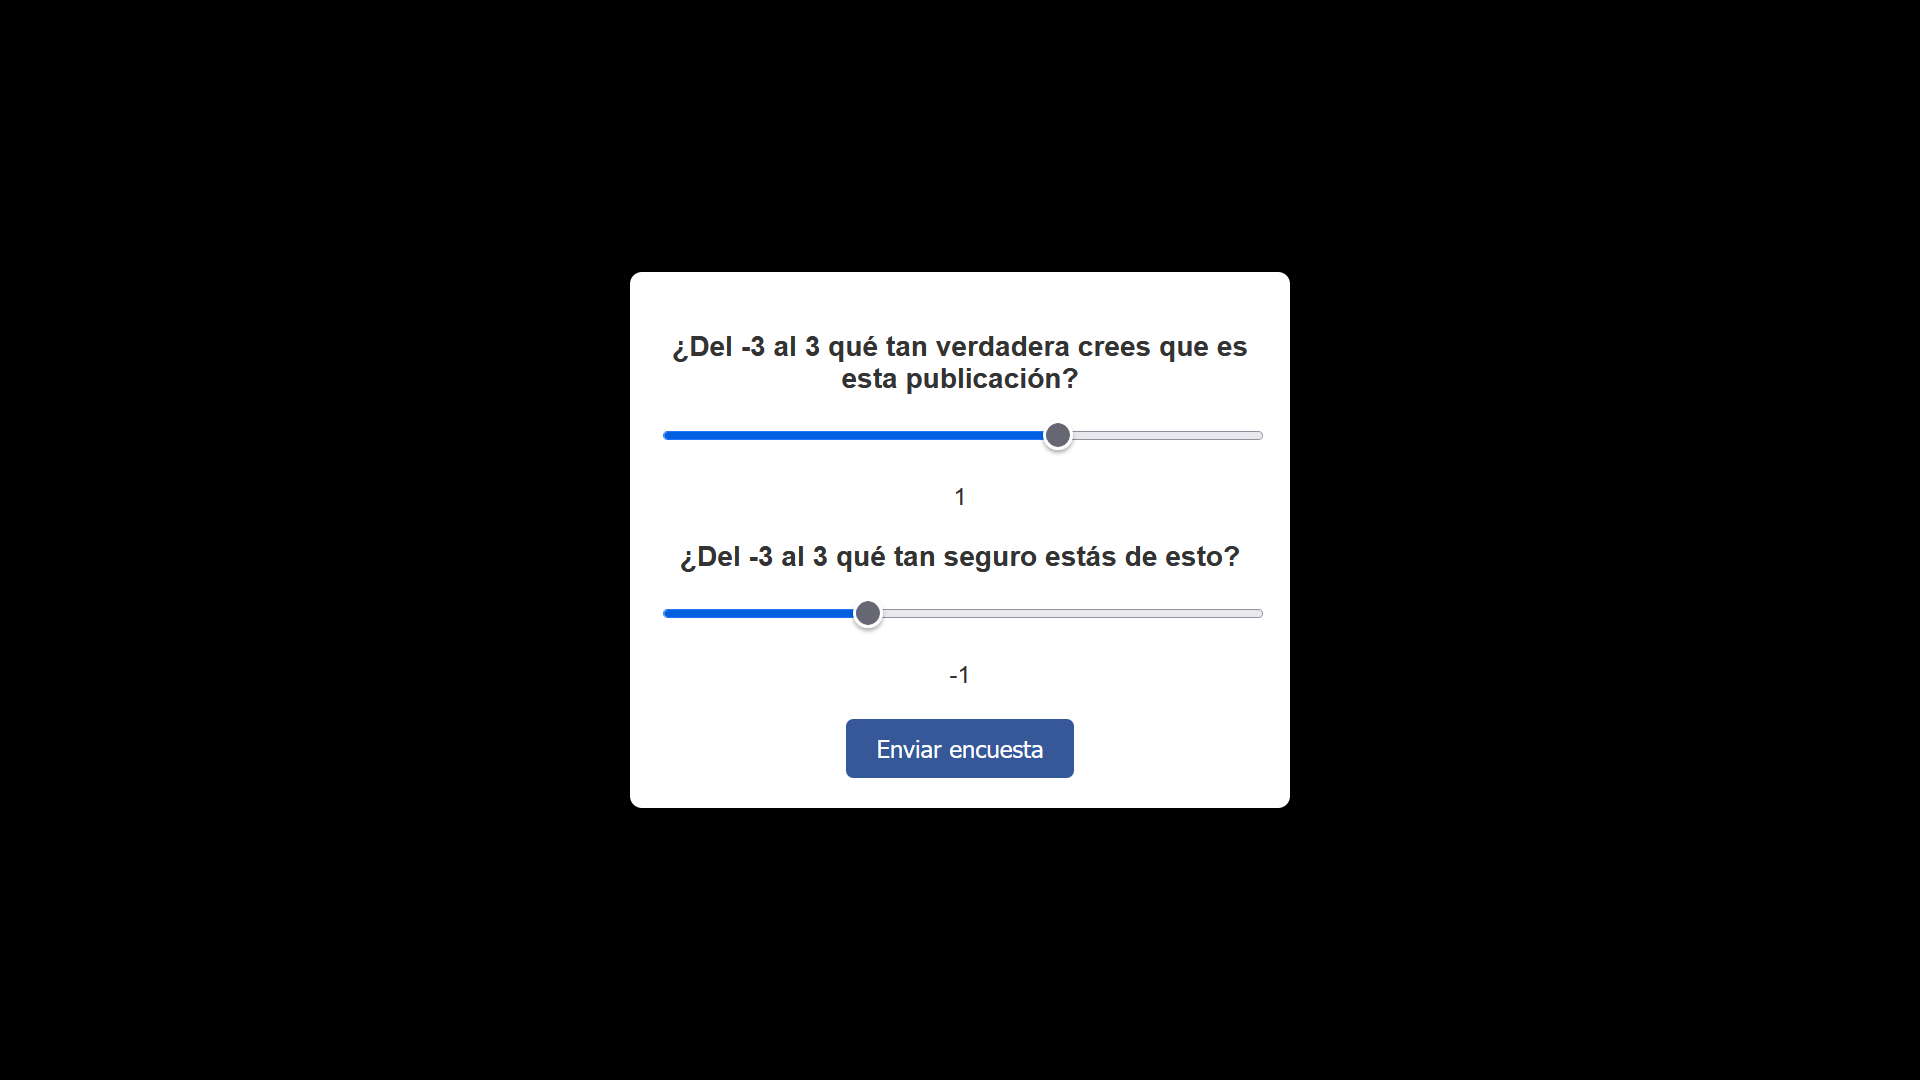 ¿Del -3 al 3 qué tan verdadera crees que es
esta publicación?
1
¿Del -3 al 3 qué tan seguro estás de esto?
-1
Enviar encuesta